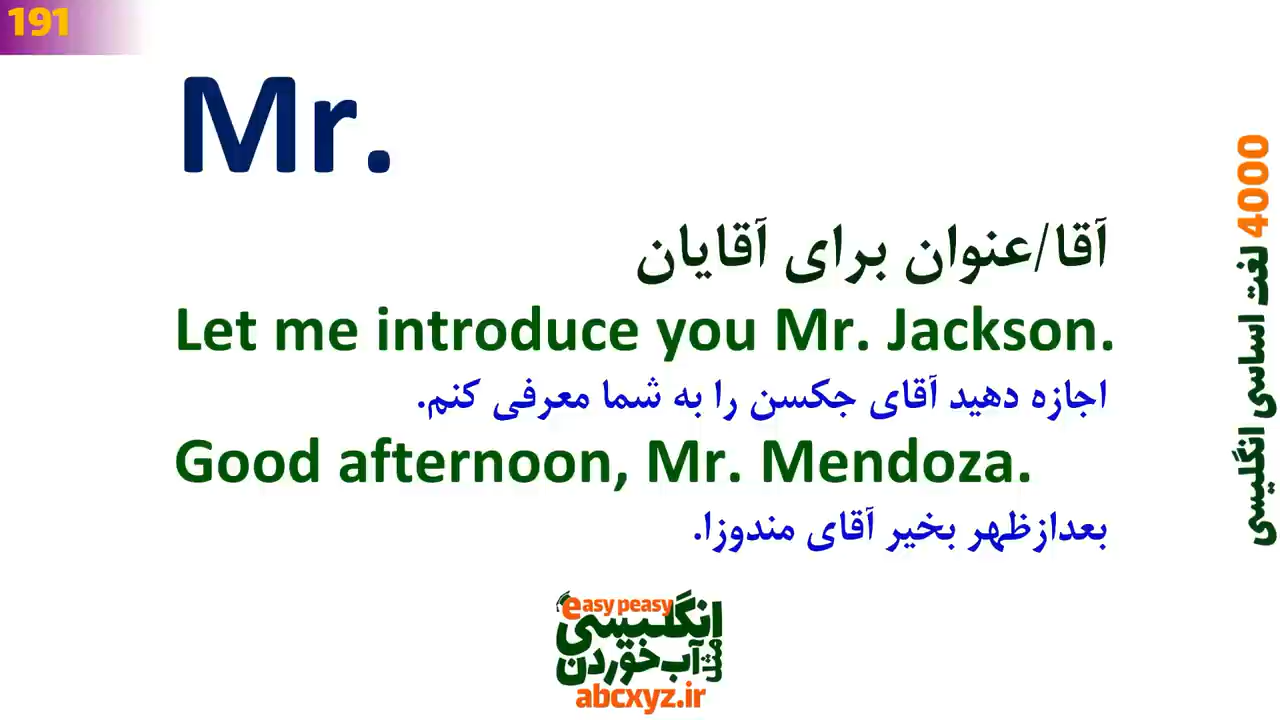 191
Mr.
آقا/عنوان برای آقایان
Let me introduce you Mr. Jackson.
اجازه دهید آقای جکسن را به شما معرفی کنم.
Good afternoon, Mr. Mendoza.
بعدازظهر بخیر آقای مندوزا.
4000 لغت اساسی انگلیسی
easy peasy
انگلیسی
مثل آب خوردن
abcxyz.ir